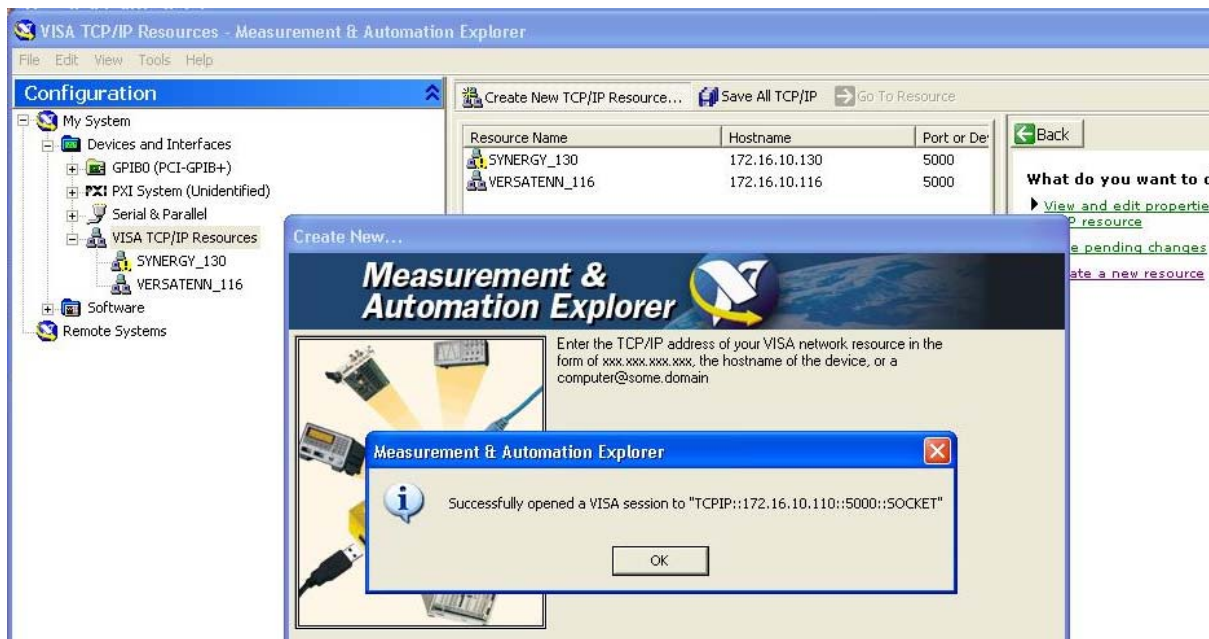 VISA TCP/IP Resources - Measurement & Automation Explorer
File Edit View Tools Help
Configuration
My System
Devices and Interfaces
GPIB0 (PCI-GPIB+)
PXI PXI System (Unidentified)
Serial & Parallel
VISA TCP/IP Resources
SYNERGY_130
VERSATENN_116
Software
Remote Systems
Create New TCP/IP Resource... Save All TCP/IP Go To Resource
Resource Name Hostname Port or De
SYNERGY_130 172.16.10.130 5000
VERSATENN_116 172.16.10.116 5000
Back
What do you want to
View and edit propertie
P resource
e pending changes
ate a new resource
Create New...
Measurement &
Automation Explorer
Enter the TCP/IP address of your VISA network resource in the
form of xxx.xxx.xxx.xxx, the hostname of the device, or a
computer@some.domain
Measurement & Automation Explorer
Successfully opened a VISA session to "TCPIP::172.16.10.110::5000::SOCKET"
OK